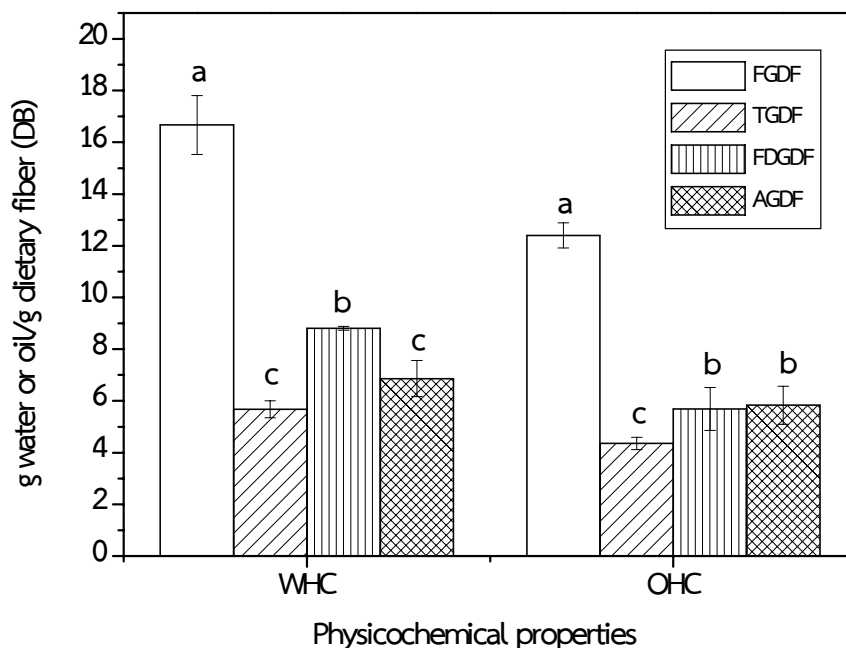 g water or oil/g dietary fiber (DB)
20
18
16
14
12
10
8
6
4
2
0
a
c
b
c
a
c
b
b
FGDF
TGDF
FDGDF
AGDF
WHC
OHC
Physicochemical properties